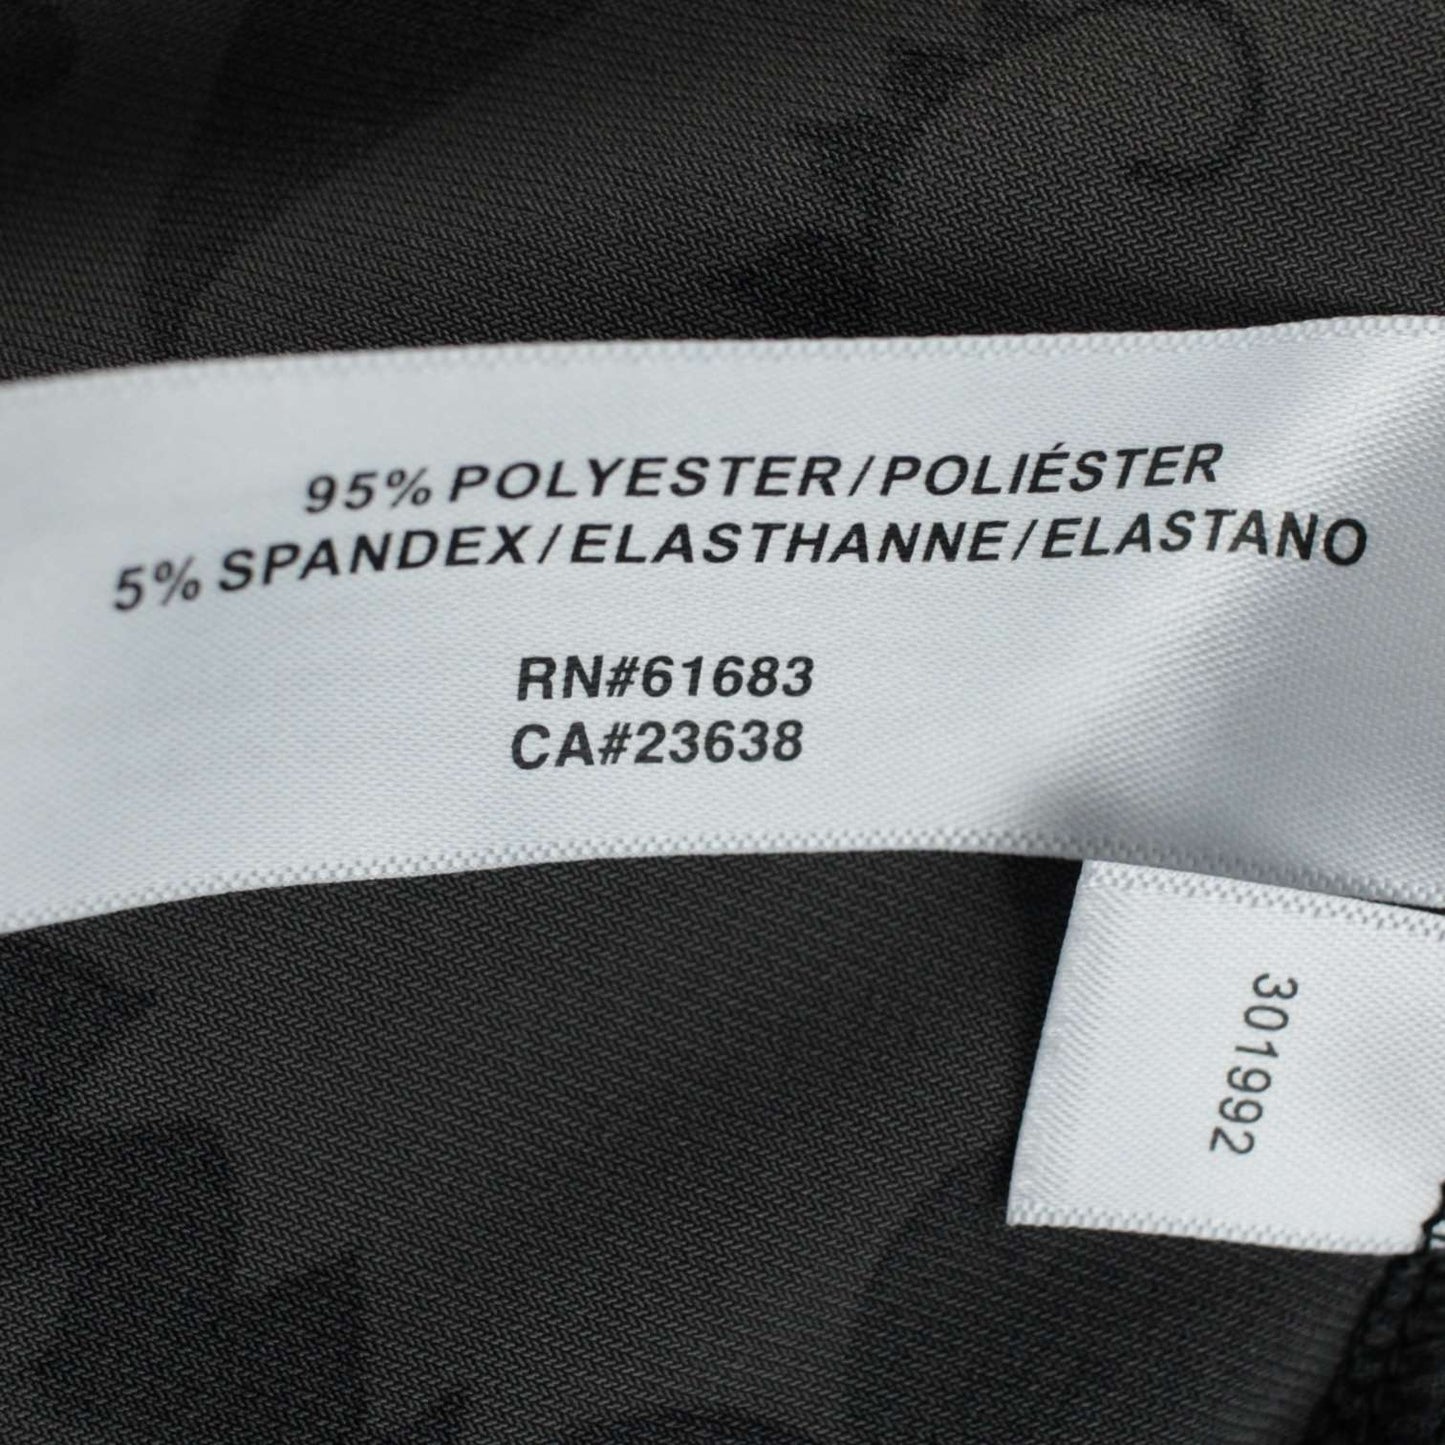 95% POLYESTER/POLIÉSTER
5% SPANDEX/ELASTHANNE/ELASTANO
RN#61683
CA#23638
301992